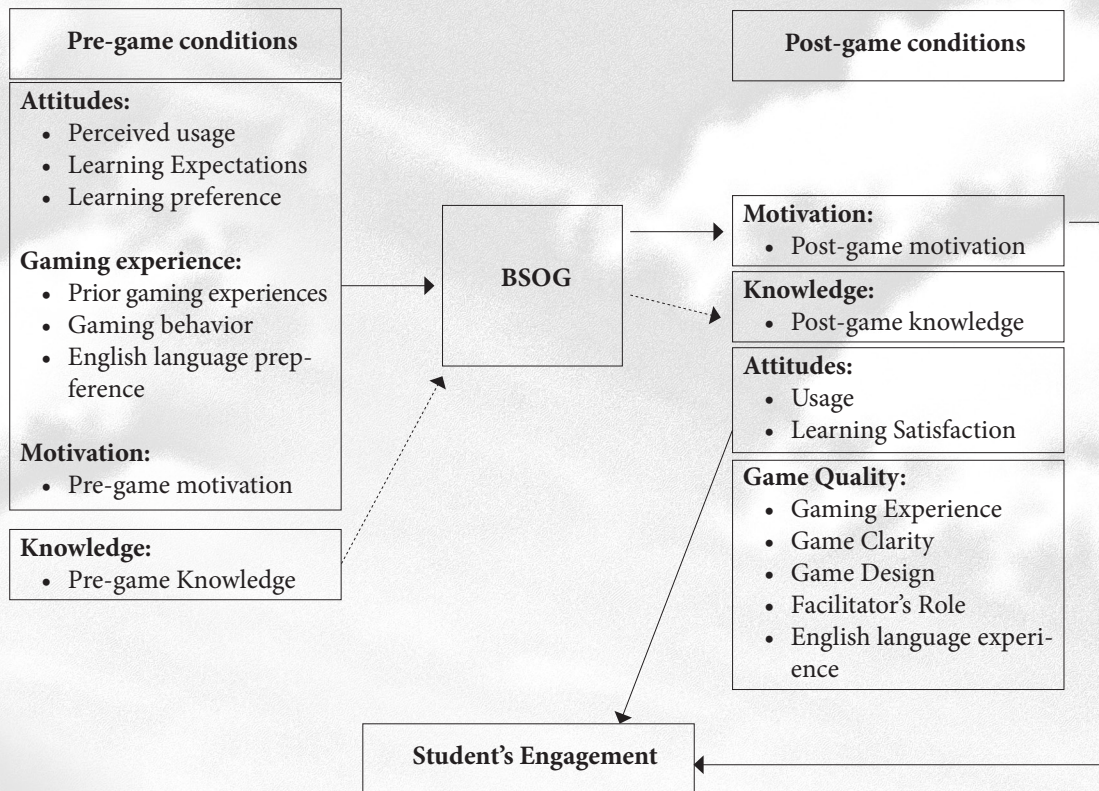 Pre-game conditions
Attitudes:
• Perceived usage
• Learning Expectations
• Learning preference
Gaming experience:
• Prior gaming experiences
• Gaming behavior
• English language prep-
ference
Motivation:
• Pre-game motivation
Knowledge:
• Pre-game Knowledge
BSOG
Post-game conditions
Motivation:
• Post-game motivation
Knowledge:
• Post-game knowledge
Attitudes:
• Usage
• Learning Satisfaction
Game Quality:
• Gaming Experience
• Game Clarity
• Game Design
• Facilitator’s Role
• English language experi-
ence
Student’s Engagement